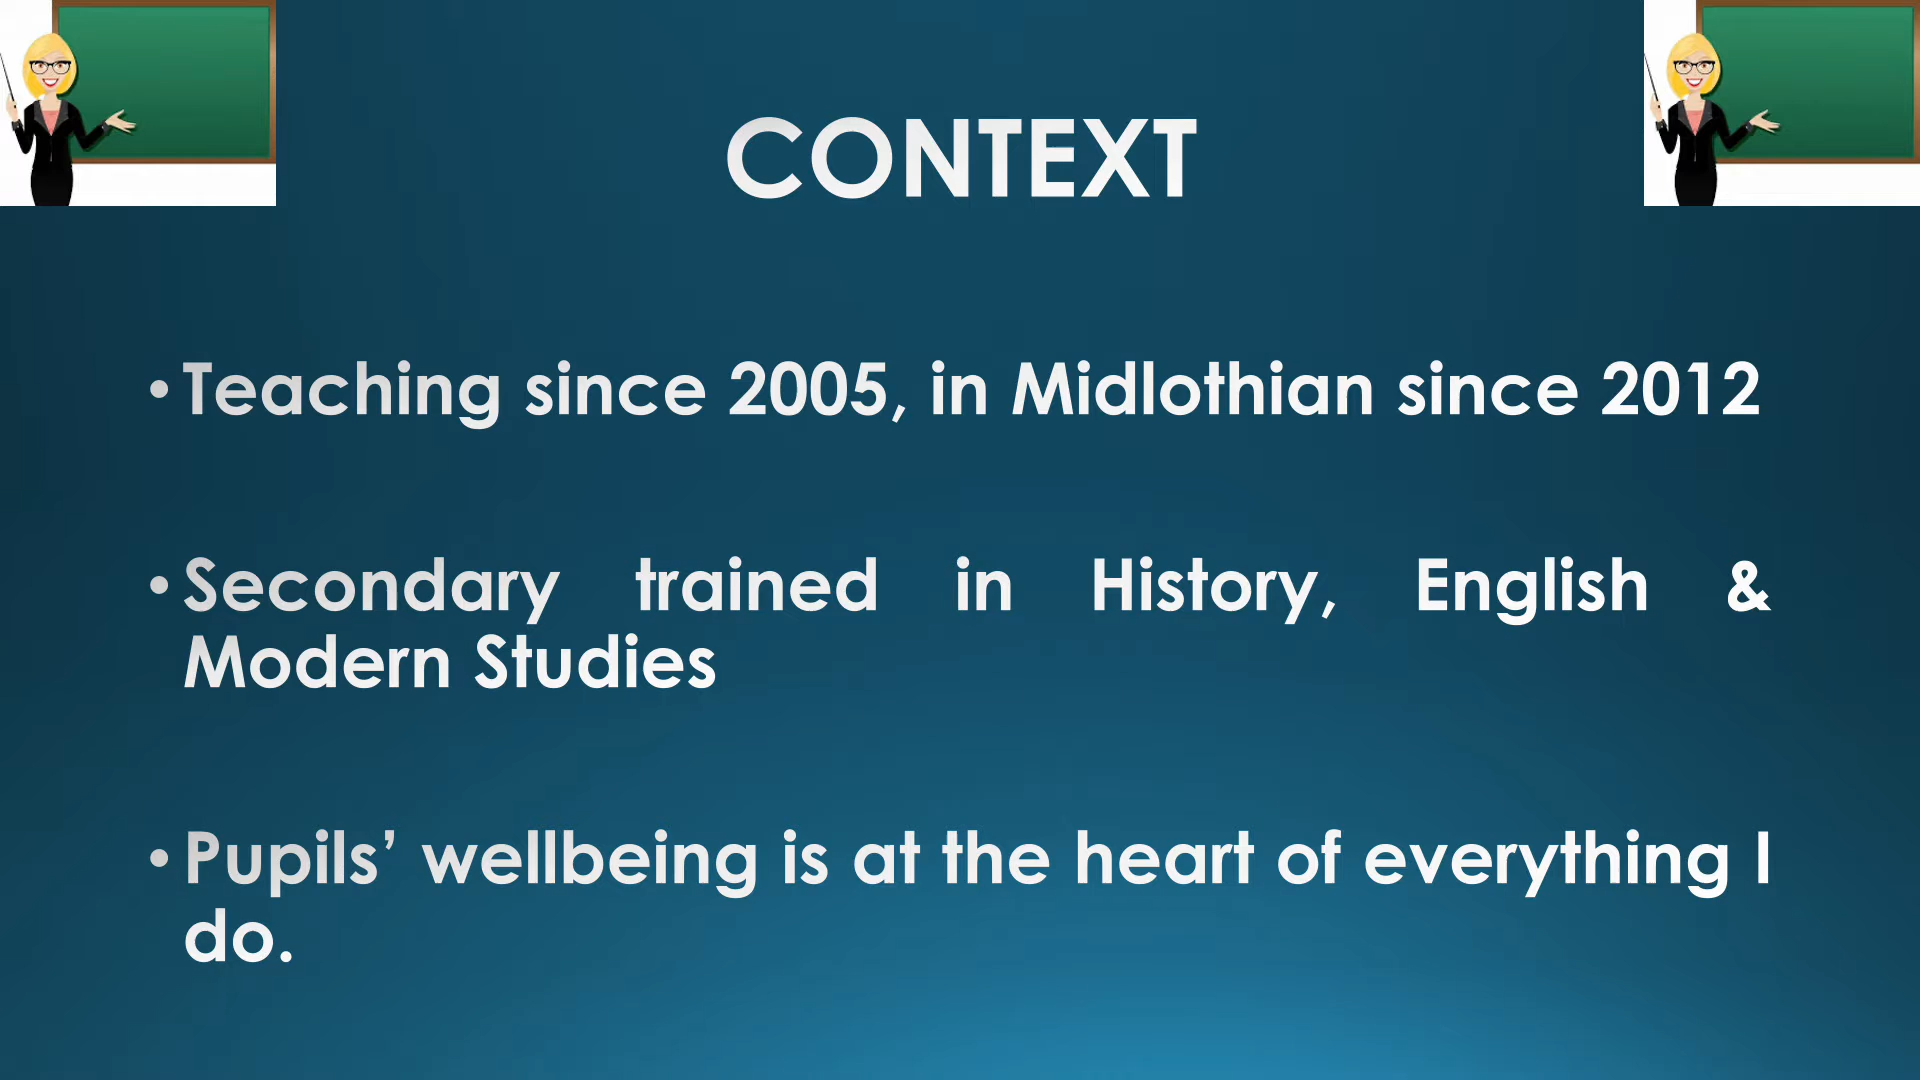 CONTEXT
• Teaching since 2005, in Midlothian since 2012
• Secondary trained in History, English &
Modern Studies
• Pupils’ wellbeing is at the heart of everything I
do.